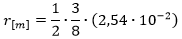 r[m] = 1/2 · 3/8 · (2,54 · 10⁻²)